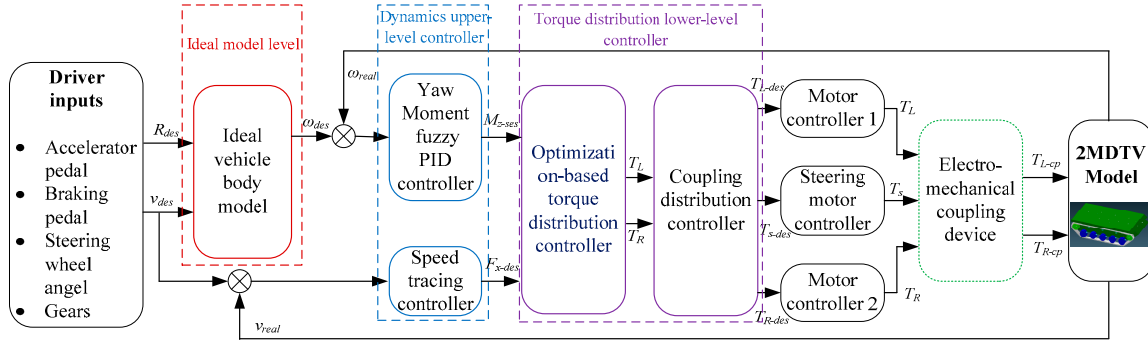 Driver
inputs
Accelerator
pedal
Braking
pedal
Steering
wheel
angel
Gears
R_des
v_des
Ideal model level
Ideal
vehicle
body
model
ω_des
ω_real
v_real
Dynamics upper-
level controller
Yaw
Moment
fuzzy
PID
controller
Speed
tracing
controller
M_z-ses
F_x-des
Torque distribution lower-level
controller
Optimizati
on-based
torque
distribution
controller
T_L
T_R
Coupling
distribution
controller
T_L-des
T_s-des
T_R-des
Motor
controller 1
Steering
motor
controller
Motor
controller 2
T_L
T_s
T_R
Electro-
mechanical
coupling
device
T_L-cp
T_R-cp
2MDTV
Model